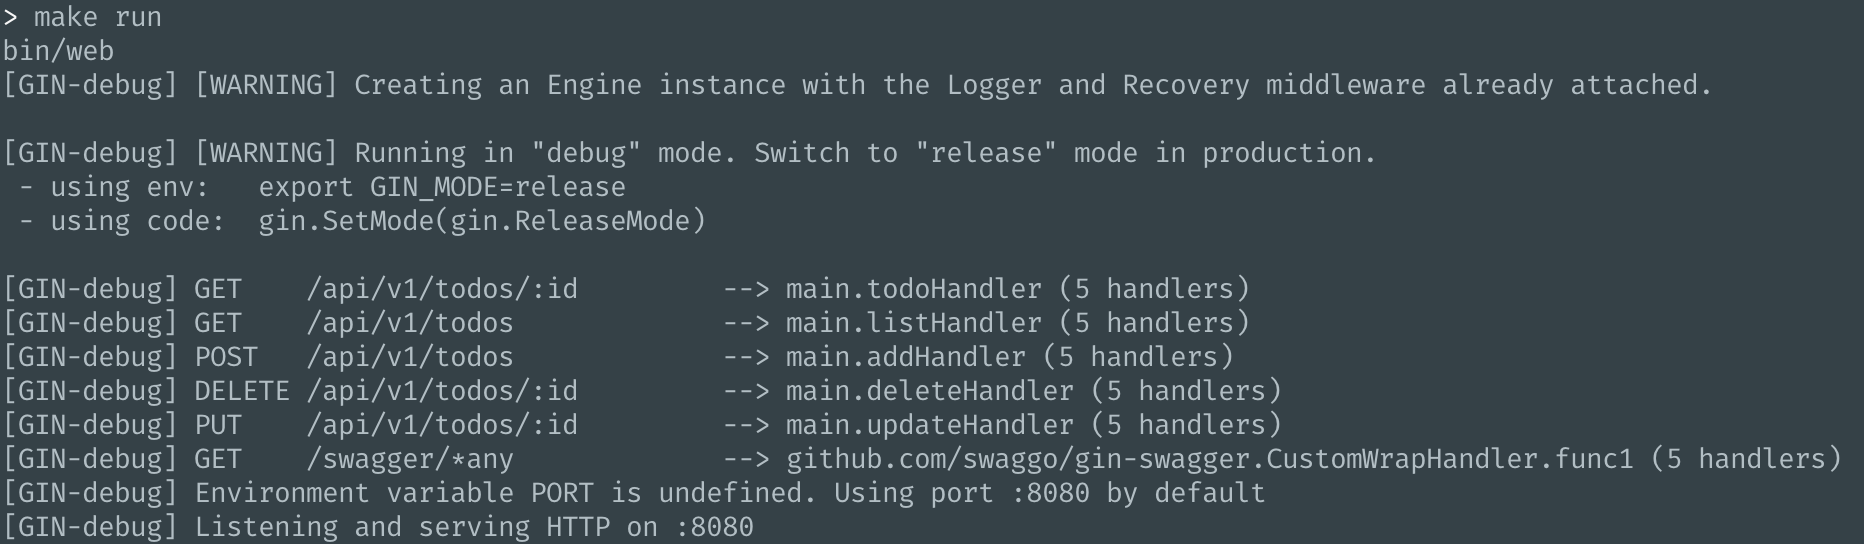 > make run
bin/web
[GIN-debug] [WARNING] Creating an Engine instance with the Logger and Recovery middleware already attached.
[GIN-debug] [WARNING] Running in "debug" mode. Switch to "release" mode in production.
 - using env:   export GIN_MODE=release
 - using code:  gin.SetMode(gin.ReleaseMode)
[GIN-debug] GET    /api/v1/todos/:id         --> main.todoHandler (5 handlers)
[GIN-debug] GET    /api/v1/todos             --> main.listHandler (5 handlers)
[GIN-debug] POST   /api/v1/todos             --> main.addHandler (5 handlers)
[GIN-debug] DELETE /api/v1/todos/:id         --> main.deleteHandler (5 handlers)
[GIN-debug] PUT    /api/v1/todos/:id         --> main.updateHandler (5 handlers)
[GIN-debug] GET    /swagger/*any             --> github.com/swaggo/gin-swagger.CustomWrapHandler.func1 (5 handlers)
[GIN-debug] Environment variable PORT is undefined. Using port :8080 by default
[GIN-debug] Listening and serving HTTP on :8080